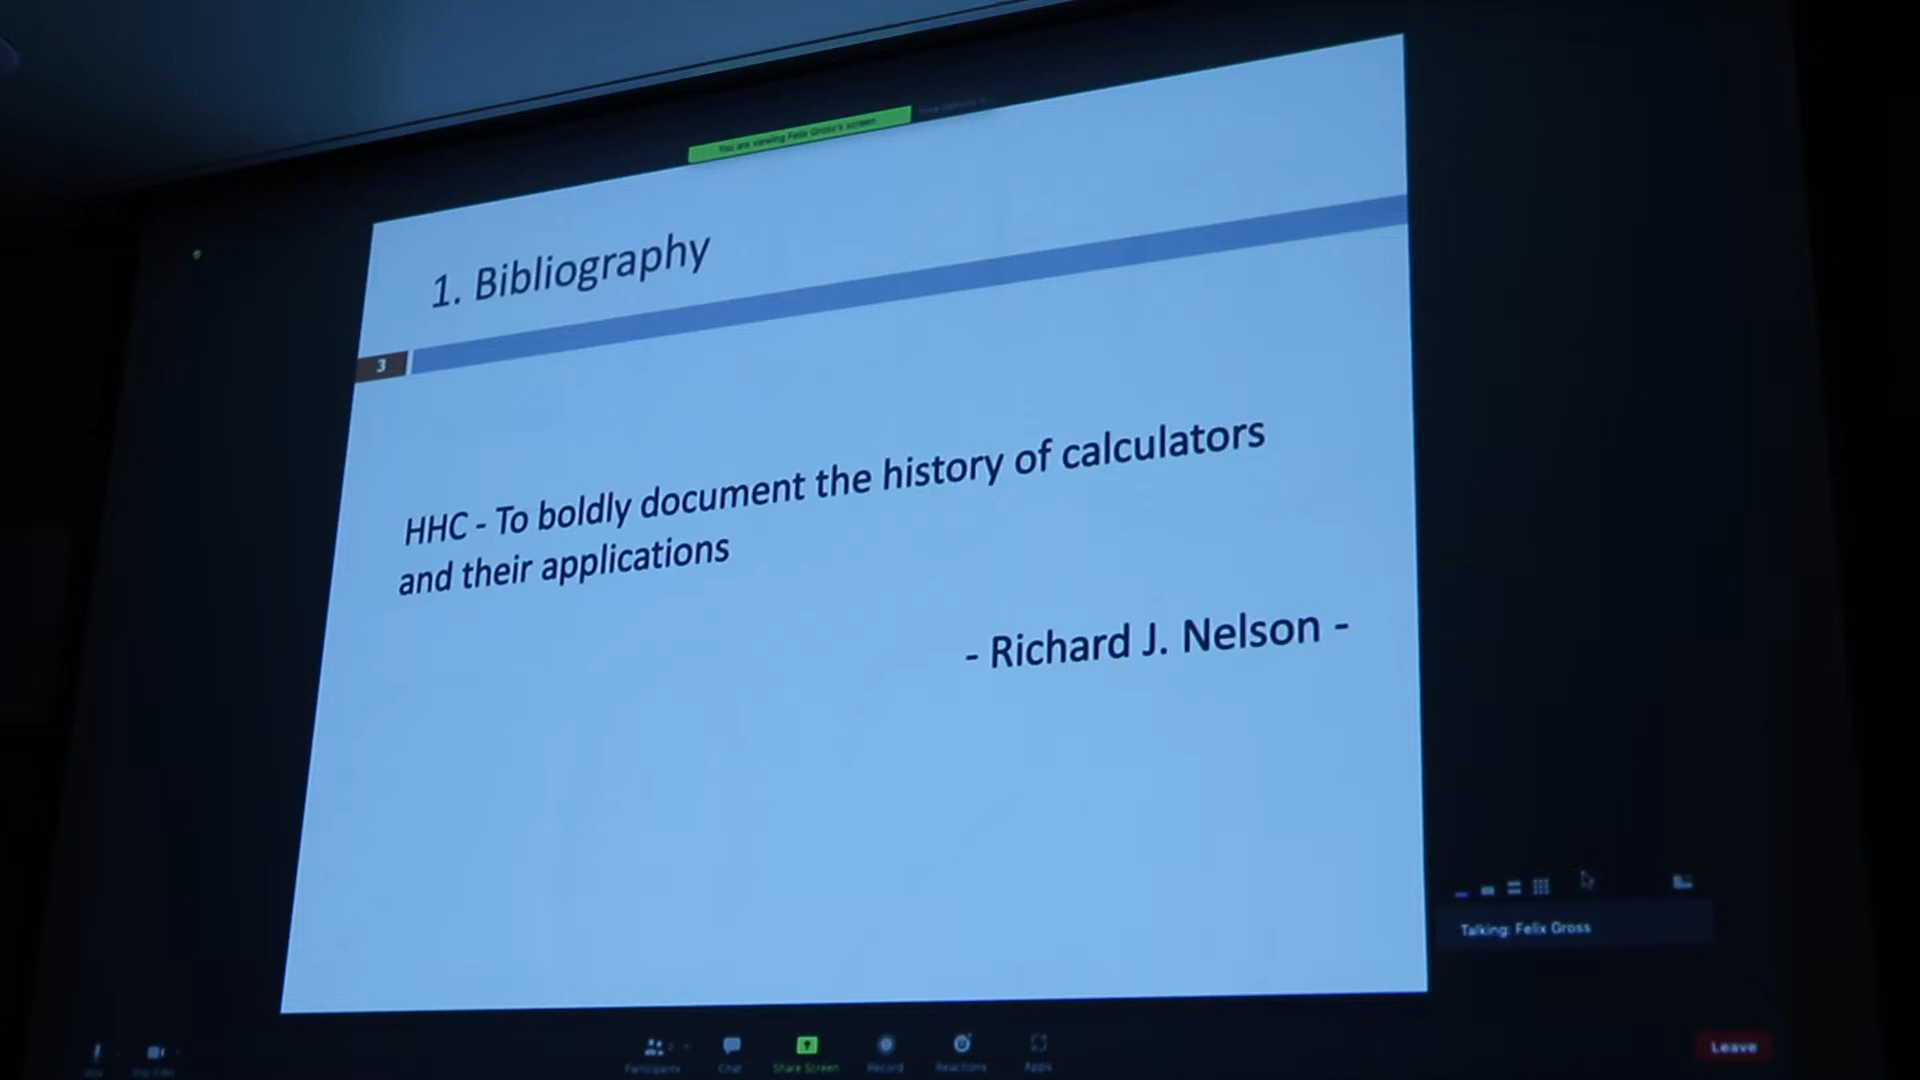 You are viewing Felix Gross's screen
1. Bibliography
3
HHC - To boldly document the history of calculators
and their applications
- Richard J. Nelson -
Talking: Felix Gross
Participants
Chat
Share Screen
Record
Reactions
Apps
Leave